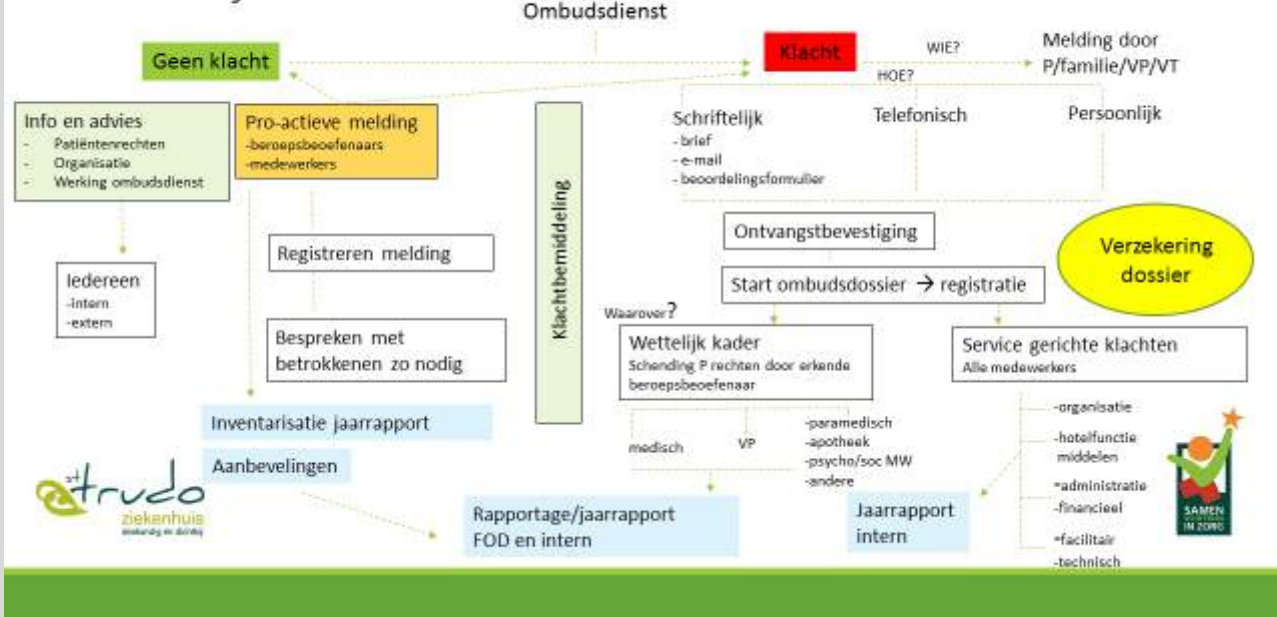 Ombudsdienst
Geen klacht
Klacht
WIE?
Melding door
P/familie/VP/VT
HOE?
Info en advies
- Patiëntenrechten
- Organisatie
- Werking ombudsdienst
Pro-actieve melding
-beroepsbeoefenaars
-medewerkers
Schriftelijk
- brief
- e-mail
- beoordelingsformulier
Telefonisch
Persoonlijk
Klachtbemiddeling
Iedereen
-intern
-extern
Registreren melding
Bespreken met
betrokkenen zo nodig
Ontvangstbevestiging
Start ombudsdossier → registratie
Verzekering
dossier
Waarover?
Wettelijk kader
Schending P rechten door erkende
beroepsbeoefenaar
Service gerichte klachten
Alle medewerkers
medisch
VP
-paramedisch
-apotheek
-psycho/soc MW
-andere
-organisatie
-hotelfunctie
middelen
-administratie
-financieel
-facilitair
-technisch
Inventarisatie jaarrapport
Aanbevelingen
Rapportage/jaarrapport
FOD en intern
Jaarrapport
intern
st trudo
ziekenhuis
SAMEN
IN ZORG